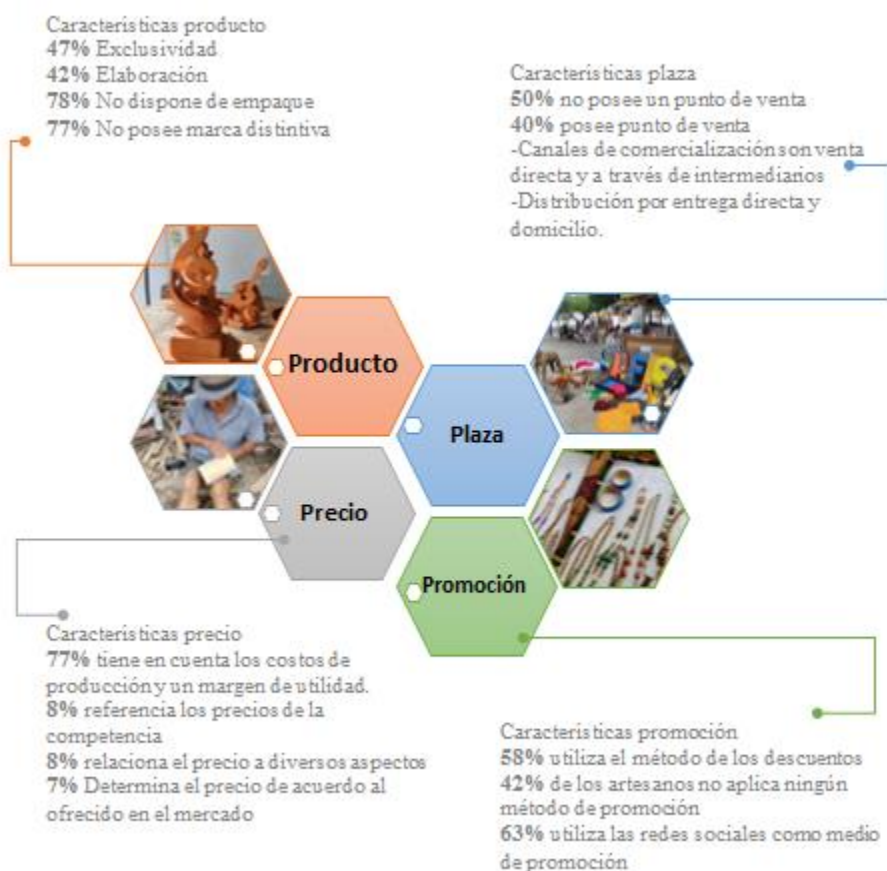 Características producto
47% Exclusividad
42% Elaboración
78% No dispone de empaque
77% No posee marca distintiva
Características plaza
50% no posee un punto de venta
40% posee punto de venta
-Canales de comercialización son venta
directa y a través de intermediarios
-Distribución por entrega directa y
domicilio.
Producto
Plaza
Precio
Promoción
Características precio
77% tiene en cuenta los costos de
producción y un margen de utilidad.
8% referencia los precios de la
competencia
8% relaciona el precio a diversos aspectos
7% Determina el precio de acuerdo al
ofrecido en el mercado
Características promoción
58% utiliza el método de los descuentos
42% de los artesanos no aplica ningún
método de promoción
63% utiliza las redes sociales como medio
de promoción